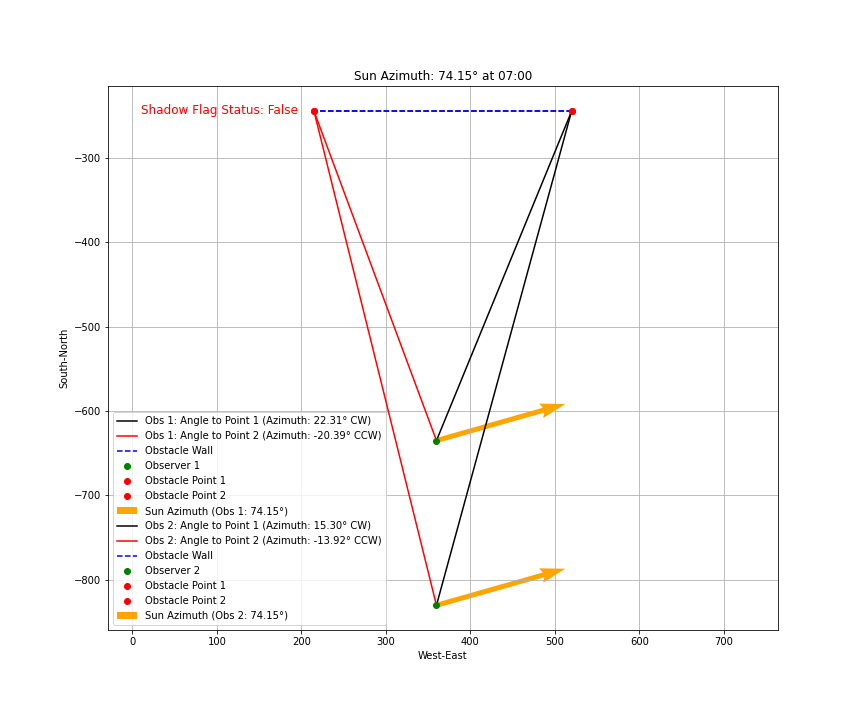 Sun Azimuth: 74.15° at 07:00
Shadow Flag Status: False
−300
−400
−500
−600
−700
−800
South-North
Obs 1: Angle to Point 1 (Azimuth: 22.31° CW)
Obs 1: Angle to Point 2 (Azimuth: -20.39° CCW)
Obstacle Wall
Observer 1
Obstacle Point 1
Obstacle Point 2
Sun Azimuth (Obs 1: 74.15°)
Obs 2: Angle to Point 1 (Azimuth: 15.30° CW)
Obs 2: Angle to Point 2 (Azimuth: -13.92° CCW)
Obstacle Wall
Observer 2
Obstacle Point 1
Obstacle Point 2
Sun Azimuth (Obs 2: 74.15°)
0 100 200 300 400 500 600 700
West-East